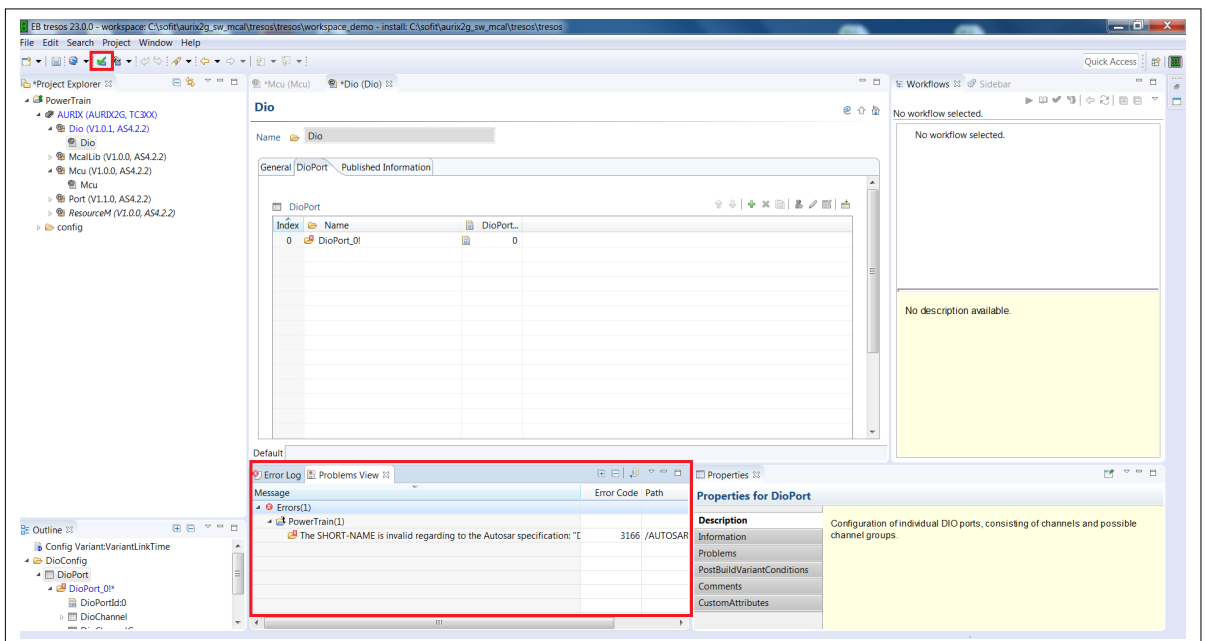 EB tresos 23.0.0 - workspace: C:\sofit\aurix2g_sw_mcal\tresos\tresos\workspace_demo - install: C:\sofit\aurix2g_sw_mcal\tresos\tresos
File Edit Search Project Window Help
Quick Access
*Project Explorer
PowerTrain
AURIX (AURIX2G, TC3XX)
Dio (V1.0.1, AS4.2.2)
Dio
McalLib (V1.0.0, AS4.2.2)
Mcu (V1.0.0, AS4.2.2)
Mcu
Port (V1.1.0, AS4.2.2)
ResourceM (V1.0.0, AS4.2.2)
config
*Mcu (Mcu) *Dio (Dio)
Dio
Name Dio
General DioPort Published Information
DioPort
Index Name DioPort...
0 DioPort_0! 0
Default
Workflows Sidebar
No workflow selected.
No workflow selected.
No description available.
Outline
Config Variant:VariantLinkTime
DioConfig
DioPort
DioPort_0!*
DioPortId:0
DioChannel
Error Log Problems View
Message Error Code Path
Errors(1)
PowerTrain(1)
The SHORT-NAME is invalid regarding to the Autosar specification: "D 3166 /AUTOSAR
Properties
Properties for DioPort
Description
Information
Problems
PostBuildVariantConditions
Comments
CustomAttributes
Configuration of individual DIO ports, consisting of channels and possible
channel groups.